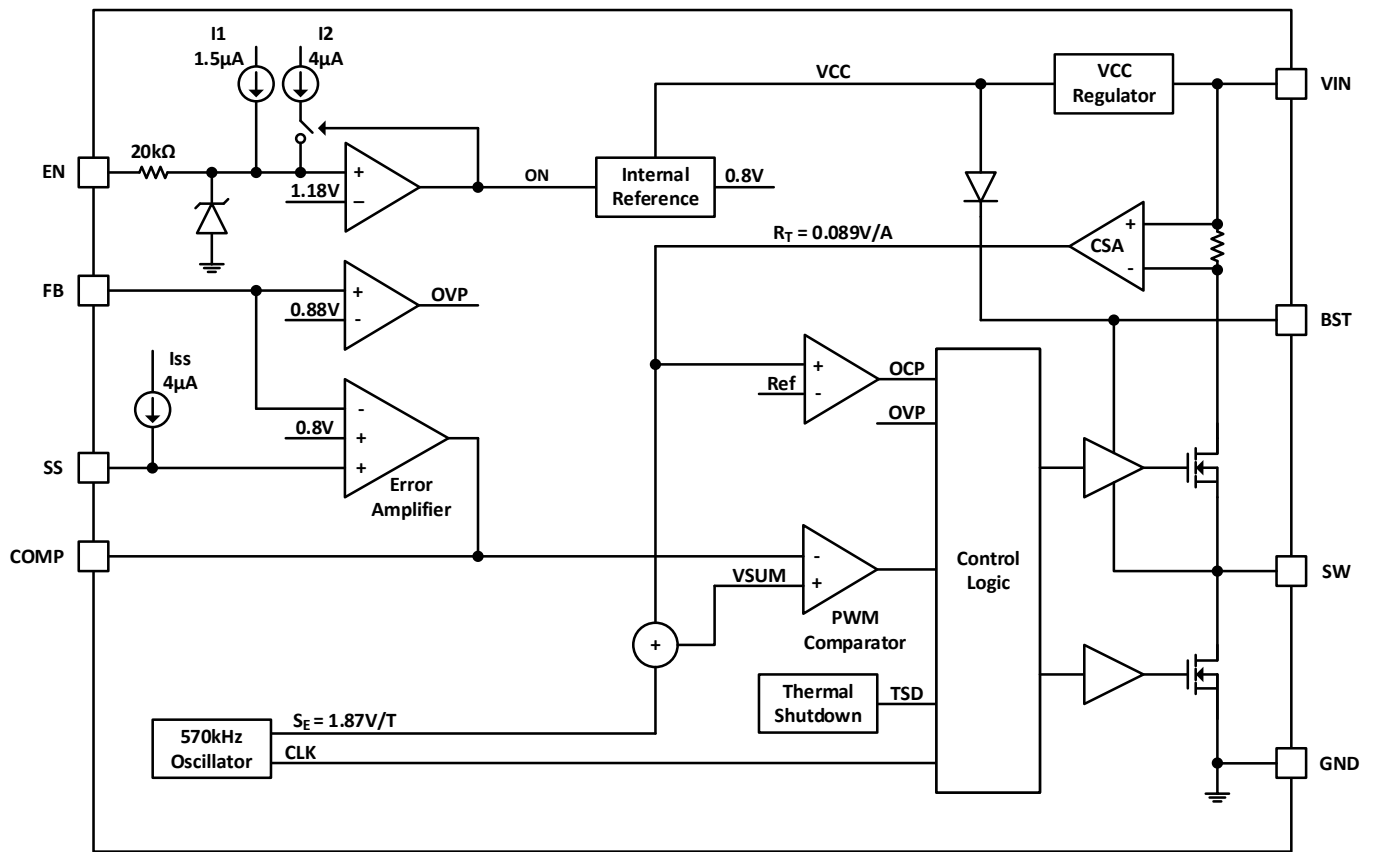 I1
1.5µA
I2
4µA
VCC
VCC
Regulator
VIN
EN
20kΩ
+
1.18V
−
ON
Internal
Reference
0.8V
R_T = 0.089V/A
CSA
+
-
FB
+
0.88V
-
OVP
BST
Iss
4µA
+
Ref
-
OCP
OVP
-
0.8V
+
SS
+
Error
Amplifier
COMP
-
VSUM
+
PWM
Comparator
Control
Logic
SW
+
Thermal
Shutdown
TSD
S_E = 1.87V/T
570kHz
Oscillator
CLK
GND